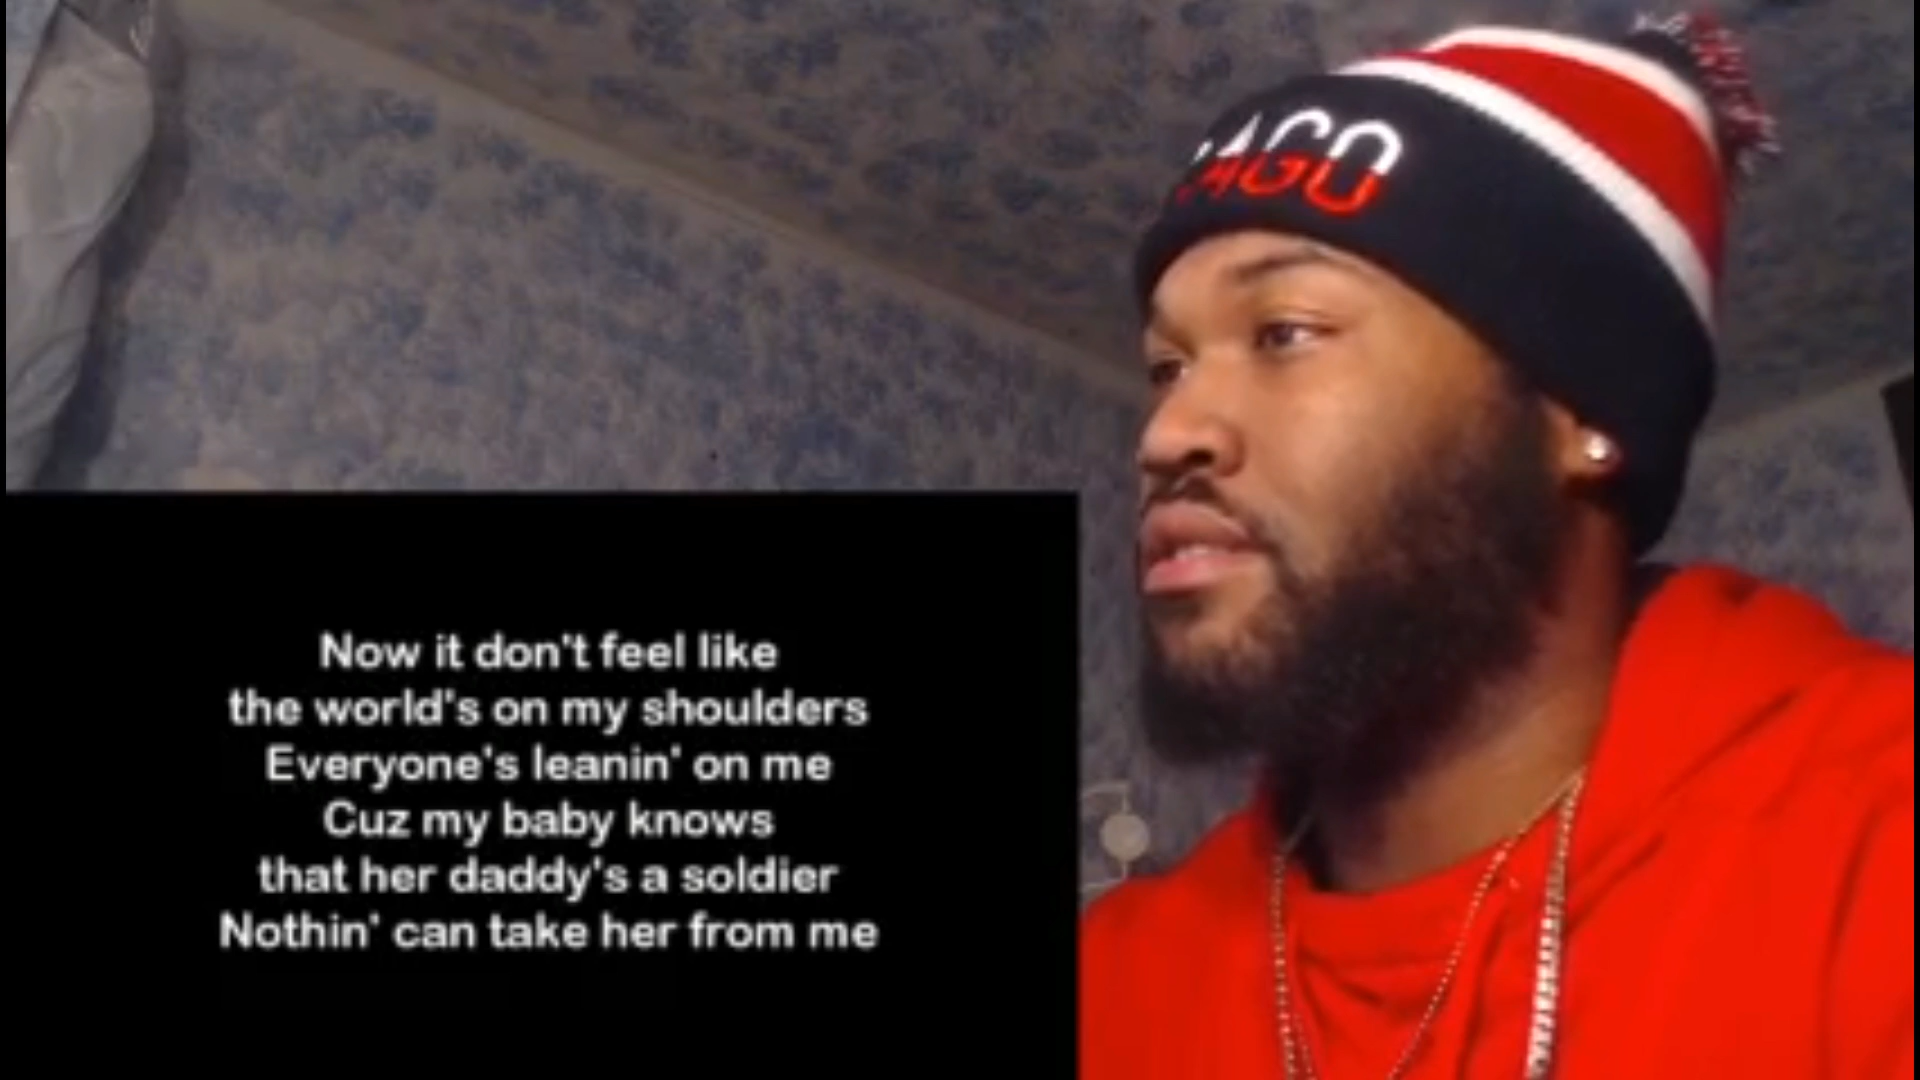 AGO
Now it don't feel like
the world's on my shoulders
Everyone's leanin' on me
Cuz my baby knows
that her daddy's a soldier
Nothin' can take her from me